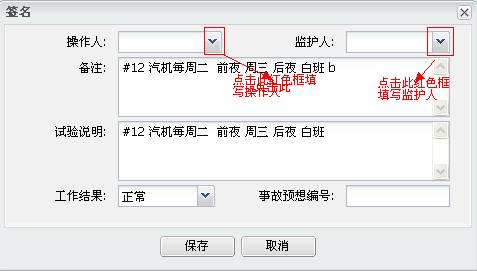 签名
操作人: 监护人:
备注: #12 汽机每周二 前夜 周三 后夜 白班 b
点击此红色框填
写操作人
点击此红色框
填写监护人
试验说明: #12 汽机每周二 前夜 周三 后夜 白班
工作结果: 正常 事故预想编号:
保存 取消